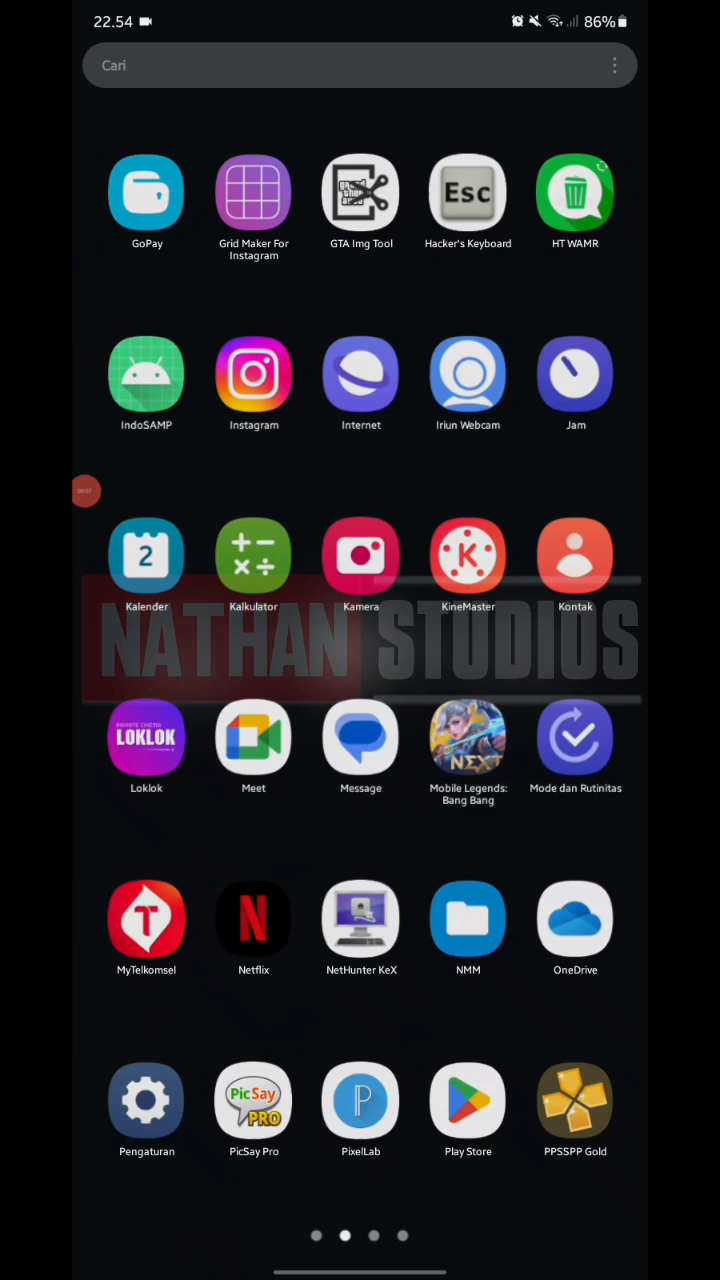 22.54
86%
Cari
Esc
GoPay
Grid Maker For
Instagram
GTA Img Tool
Hacker's Keyboard
HT WAMR
IndoSAMP
Instagram
Internet
Iriun Webcam
Jam
2
K
Kalender
Kalkulator
Kamera
KineMaster
Kontak
NATHAN STUDIOS
PRIVATE CINEMA
LOKLOK
NEXT
Loklok
Meet
Message
Mobile Legends:
Bang Bang
Mode dan Rutinitas
T
N
MyTelkomsel
Netflix
NetHunter KeX
NMM
OneDrive
PicSay
PRO
P
Pengaturan
PicSay Pro
PixelLab
Play Store
PPSSPP Gold